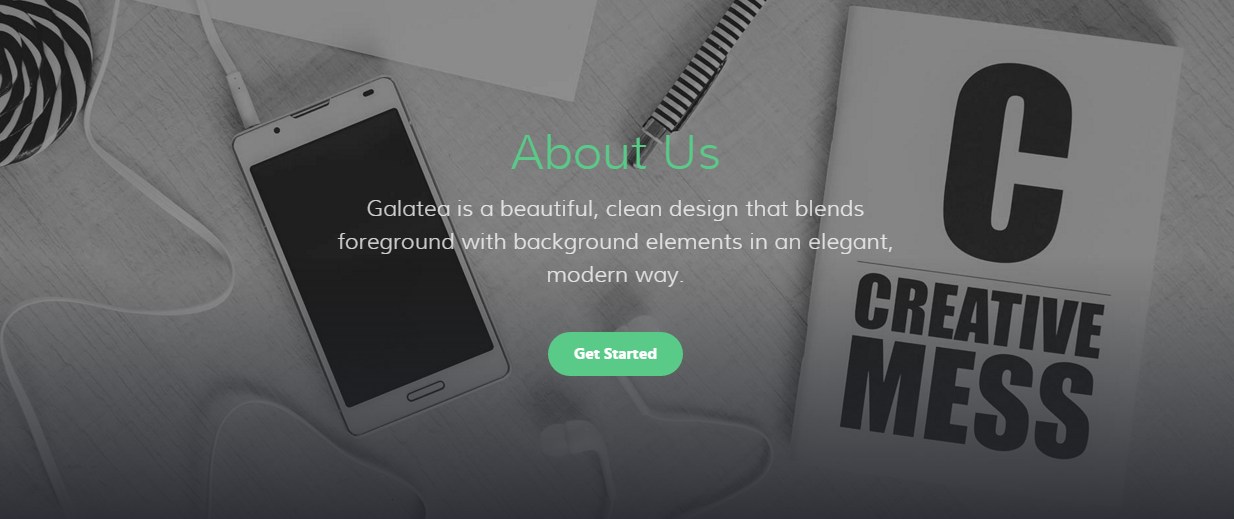 About Us
Galatea is a beautiful, clean design that blends
foreground with background elements in an elegant,
modern way.
Get Started
C
CREATIVE
MESS